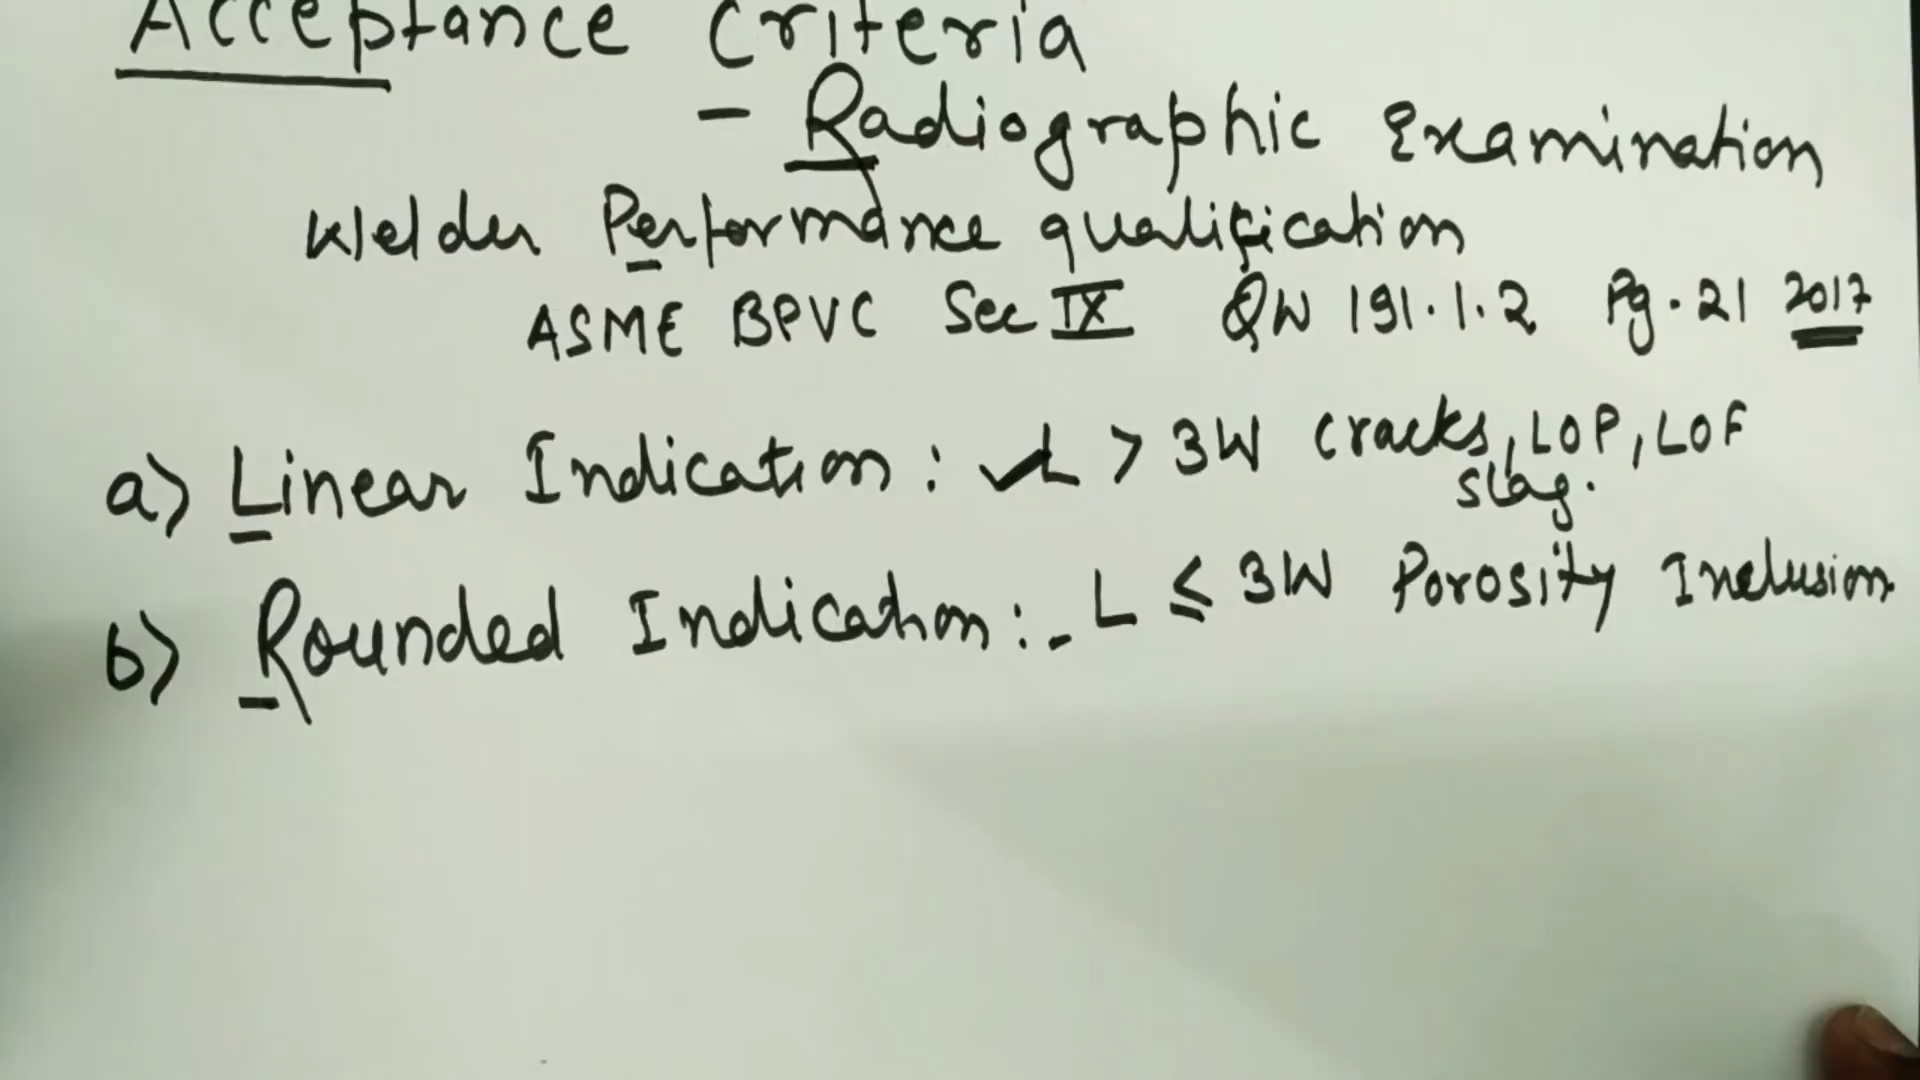 Acceptance Criteria
- Radiographic Examination
Welder Performance qualification
ASME BPVC Sec IX QW 191.1.2 Pg. 21 2017
a) Linear Indication : L > 3W cracks, LOP, LOF
slag.
b) Rounded Indication :- L ≤ 3W Porosity Inclusion